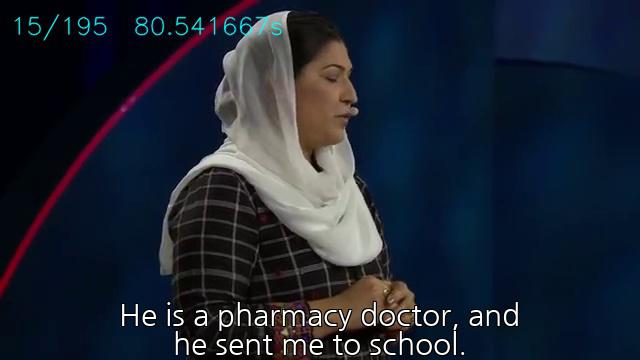 15/195 80.541667s
He is a pharmacy doctor, and
he sent me to school.